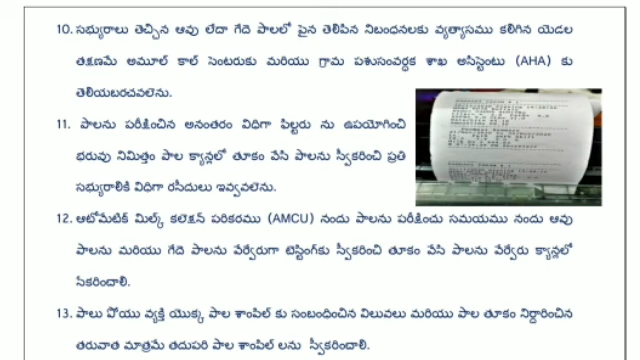 10. సభ్యురాలు తెచ్చిన ఆవు లేదా గేదె పాలలో పైన తెలిపిన నిబంధనలకు వ్యత్యాసము కలిగిన యెడల
తక్షణమే అమూల్ కాల్ సెంటరుకు మరియు గ్రామ పశుసంవర్ధక శాఖ అసిస్టెంటు (AHA) కు
తెలియబరచవలెను.
11. పాలను పరీక్షించిన అనంతరం విధిగా ఫిల్టరు ను ఉపయోగించి
భరువు నిమిత్తం పాల క్యాన్లలో తూకం వేసి పాలను స్వీకరించి ప్రతి
సభ్యురాలికి విధిగా రసీదులు ఇవ్వవలెను.
12. ఆటోమేటిక్ మిల్క్ కలెక్షన్ పరికరము (AMCU) నందు పాలను పరీక్షించు సమయము నందు ఆవు
పాలను మరియు గేదె పాలను వేర్వేరుగా టెస్టింగ్‌కు స్వీకరించి తూకం వేసి పాలను వేర్వేరు క్యాన్లలో
సేకరించాలి.
13. పాలు పోయు వ్యక్తి యొక్క పాల శాంపిల్ కు సంబంధించిన విలువలు మరియు పాల తూకం నిర్ధారించిన
తరువాత మాత్రమే తదుపరి పాల శాంపిల్ లను స్వీకరించాలి.